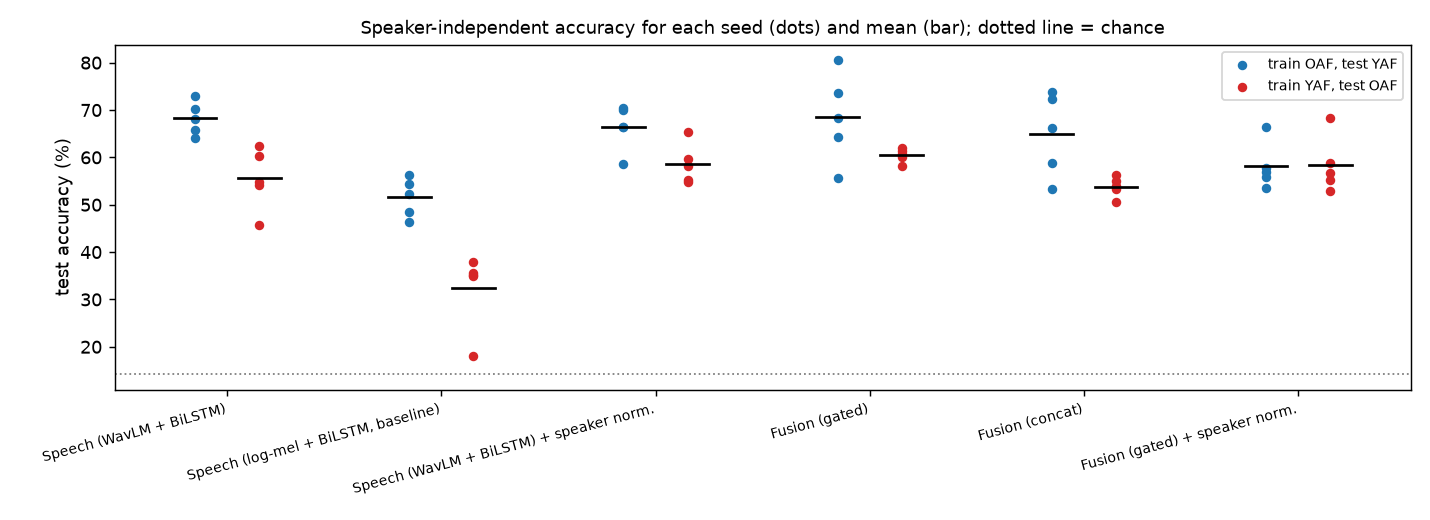 Speaker-independent accuracy for each seed (dots) and mean (bar); dotted line = chance
train OAF, test YAF
train YAF, test OAF
test accuracy (%)
80
70
60
50
40
30
20
Speech (WavLM + BiLSTM)
Speech (log-mel + BiLSTM, baseline)
Speech (WavLM + BiLSTM) + speaker norm.
Fusion (gated)
Fusion (concat)
Fusion (gated) + speaker norm.